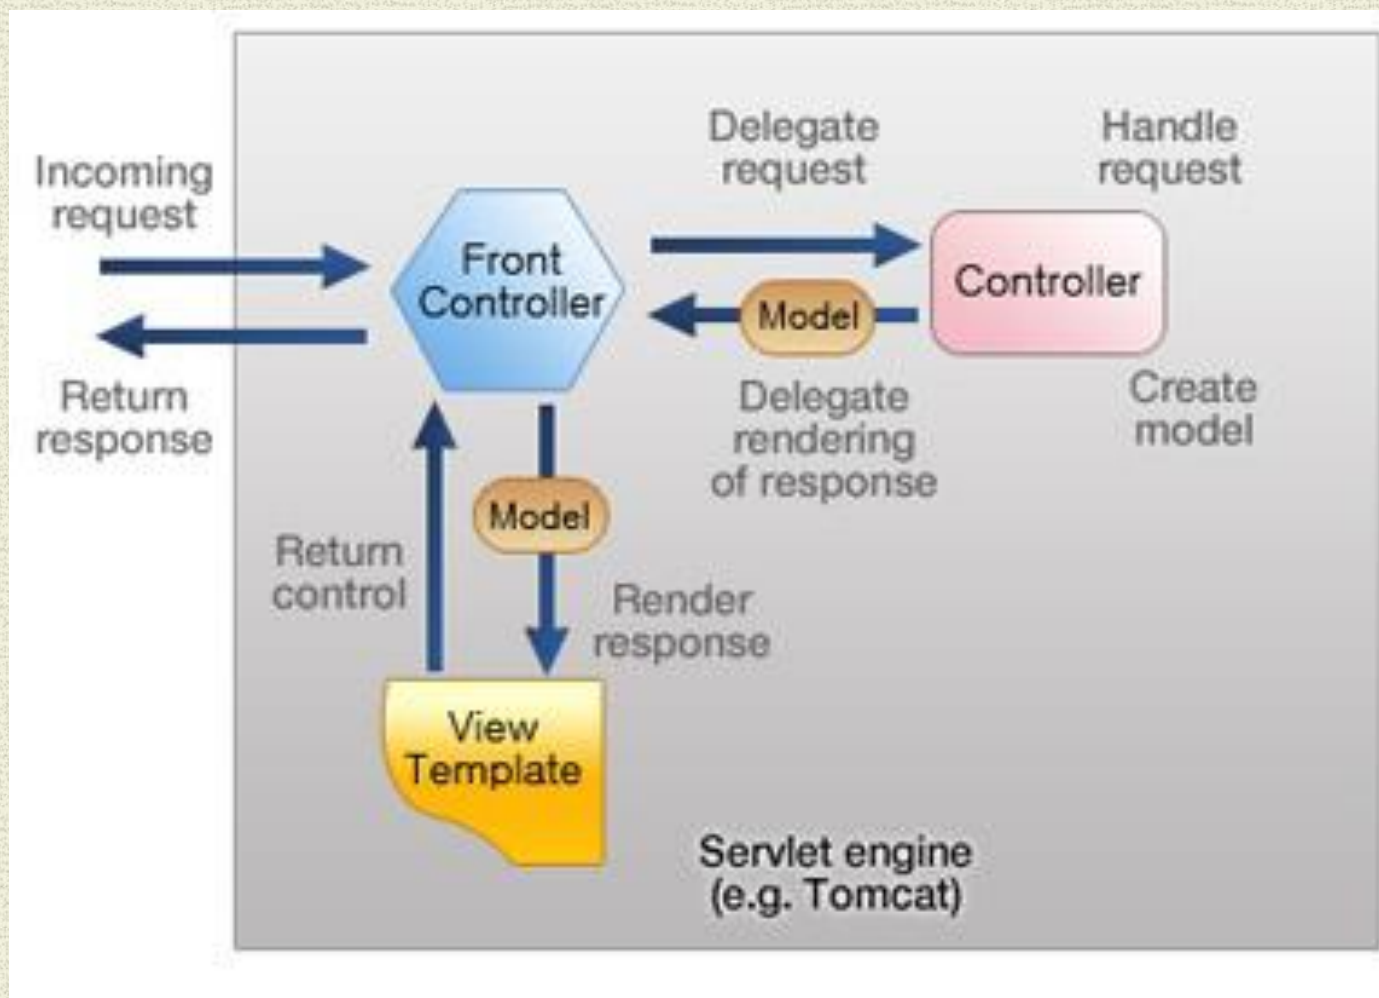 Incoming
request
Return
response
Front
Controller
Delegate
request
Handle
request
Controller
Model
Delegate
rendering
of response
Create
model
Return
control
Model
Render
response
View
Template
Servlet engine
(e.g. Tomcat)